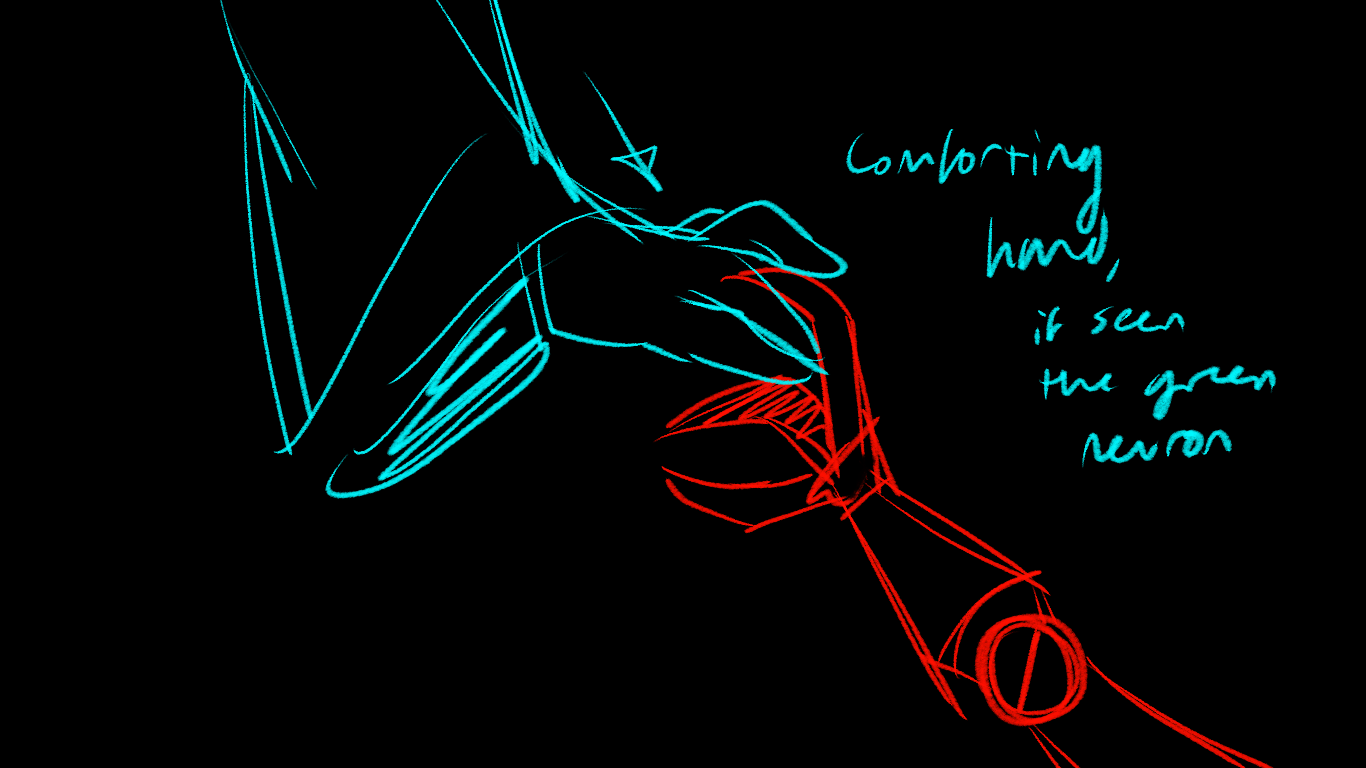 Comforting
hand,
if seen
the green
neuron